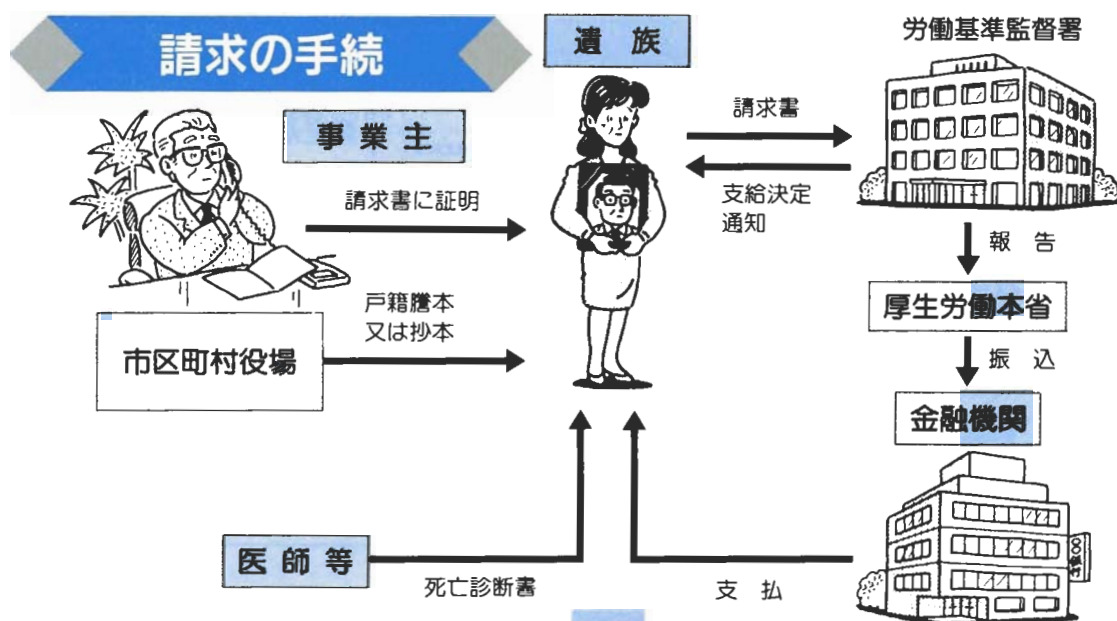 請求の手続
遺族
労働基準監督署
事業主
請求書
請求書に証明
支給決定
通知
報告
戸籍謄本
又は抄本
厚生労働本省
市区町村役場
振込
金融機関
医師等
死亡診断書
支払